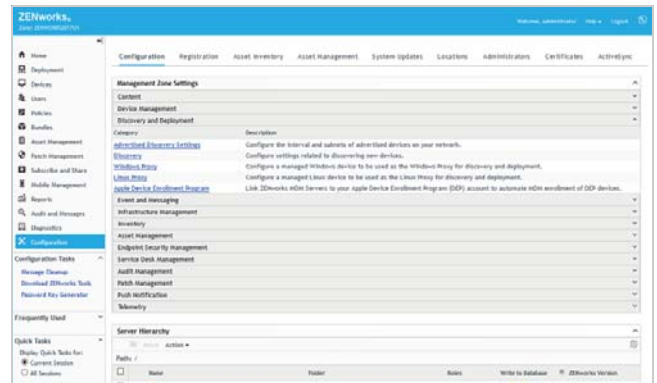 ZENworks.
Welcome, administrator Help Logout
Home
Deployment
Devices
Users
Policies
Bundles
Asset Management
Patch Management
Subscribe and Share
Mobile Management
Reports
Audit and Messages
Diagnostics
Configuration
Configuration Tasks
Message Cleanup
Download ZENworks Tools
Password Key Generator
Frequently Used
Quick Tasks
Display Quick Tasks for:
Current Session
All Sessions
Configuration Registration Asset Inventory Asset Management System Updates Locations Administrators Certificates ActiveSync
Management Zone Settings
Content
Device Management
Discovery and Deployment
Category Description
Advertised Discovery Settings Configure the interval and subnets of advertised devices on your network.
Discovery Configure settings related to discovering new devices.
Windows Proxy Configure a managed Windows device to be used as the Windows Proxy for discovery and deployment.
Linux Proxy Configure a managed Linux device to be used as the Linux Proxy for discovery and deployment.
Apple Device Enrollment Program Link ZENworks MDM Servers to your Apple Device Enrollment Program (DEP) account to automate MDM enrollment of DEP devices.
Event and Messaging
Infrastructure Management
Inventory
Asset Management
Endpoint Security Management
Service Desk Management
Audit Management
Patch Management
Push Notification
Telemetry
Server Hierarchy
Action
Path: /
Name Folder Roles Write to Database ZENworks Version